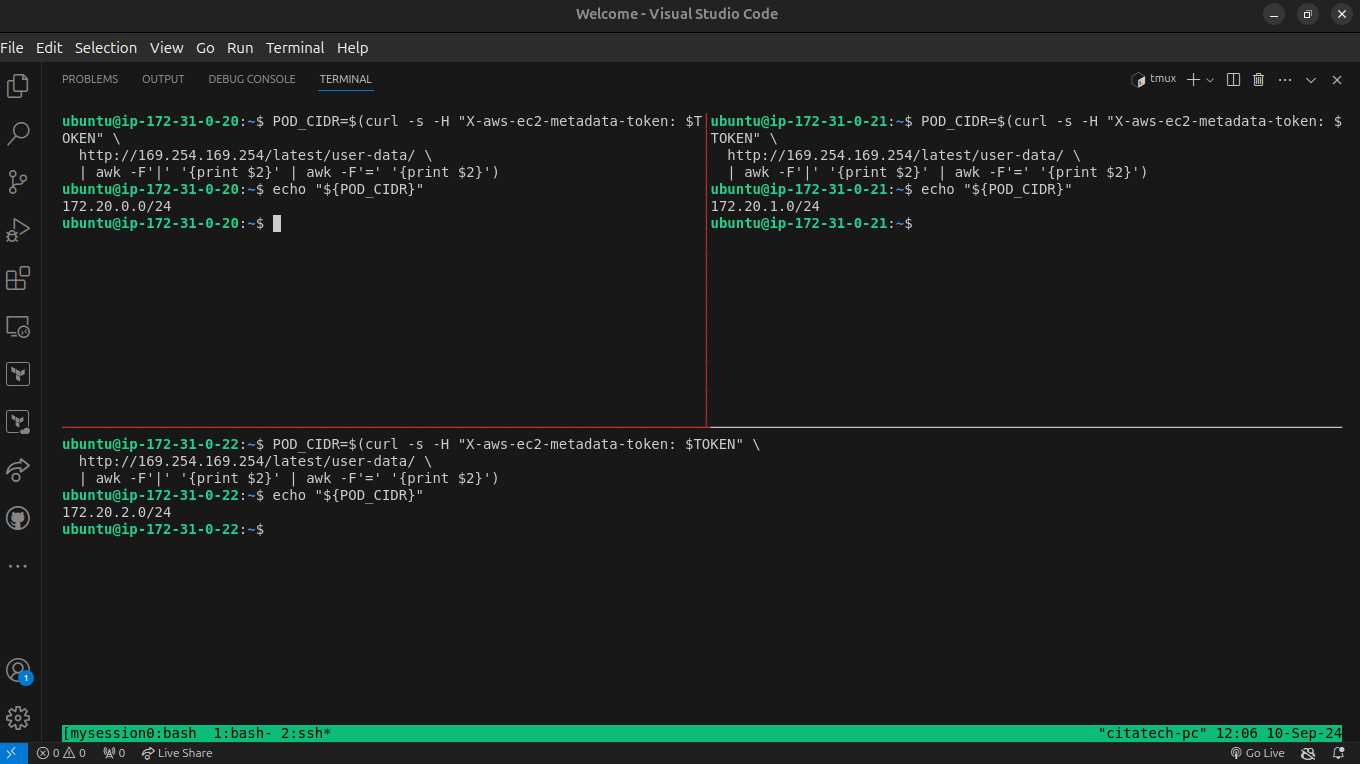 Welcome - Visual Studio Code
File Edit Selection View Go Run Terminal Help
PROBLEMS OUTPUT DEBUG CONSOLE TERMINAL
tmux
ubuntu@ip-172-31-0-20:~$ POD_CIDR=$(curl -s -H "X-aws-ec2-metadata-token: $T
OKEN" \
  http://169.254.169.254/latest/user-data/ \
  | awk -F'|' '{print $2}' | awk -F'=' '{print $2}')
ubuntu@ip-172-31-0-20:~$ echo "${POD_CIDR}"
172.20.0.0/24
ubuntu@ip-172-31-0-20:~$
ubuntu@ip-172-31-0-21:~$ POD_CIDR=$(curl -s -H "X-aws-ec2-metadata-token: $
TOKEN" \
  http://169.254.169.254/latest/user-data/ \
  | awk -F'|' '{print $2}' | awk -F'=' '{print $2}')
ubuntu@ip-172-31-0-21:~$ echo "${POD_CIDR}"
172.20.1.0/24
ubuntu@ip-172-31-0-21:~$
ubuntu@ip-172-31-0-22:~$ POD_CIDR=$(curl -s -H "X-aws-ec2-metadata-token: $TOKEN" \
  http://169.254.169.254/latest/user-data/ \
  | awk -F'|' '{print $2}' | awk -F'=' '{print $2}')
ubuntu@ip-172-31-0-22:~$ echo "${POD_CIDR}"
172.20.2.0/24
ubuntu@ip-172-31-0-22:~$
1
[mysession0:bash  1:bash- 2:ssh* "citatech-pc" 12:06 10-Sep-24
0 0 0 Live Share Go Live